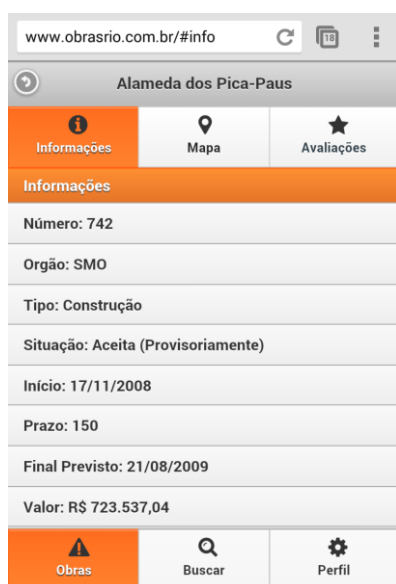 www.obrasrio.com.br/#info
18
Alameda dos Pica-Paus
Informações Mapa Avaliações
Informações
Número: 742
Orgão: SMO
Tipo: Construção
Situação: Aceita (Provisoriamente)
Início: 17/11/2008
Prazo: 150
Final Previsto: 21/08/2009
Valor: R$ 723.537,04
Obras Buscar Perfil